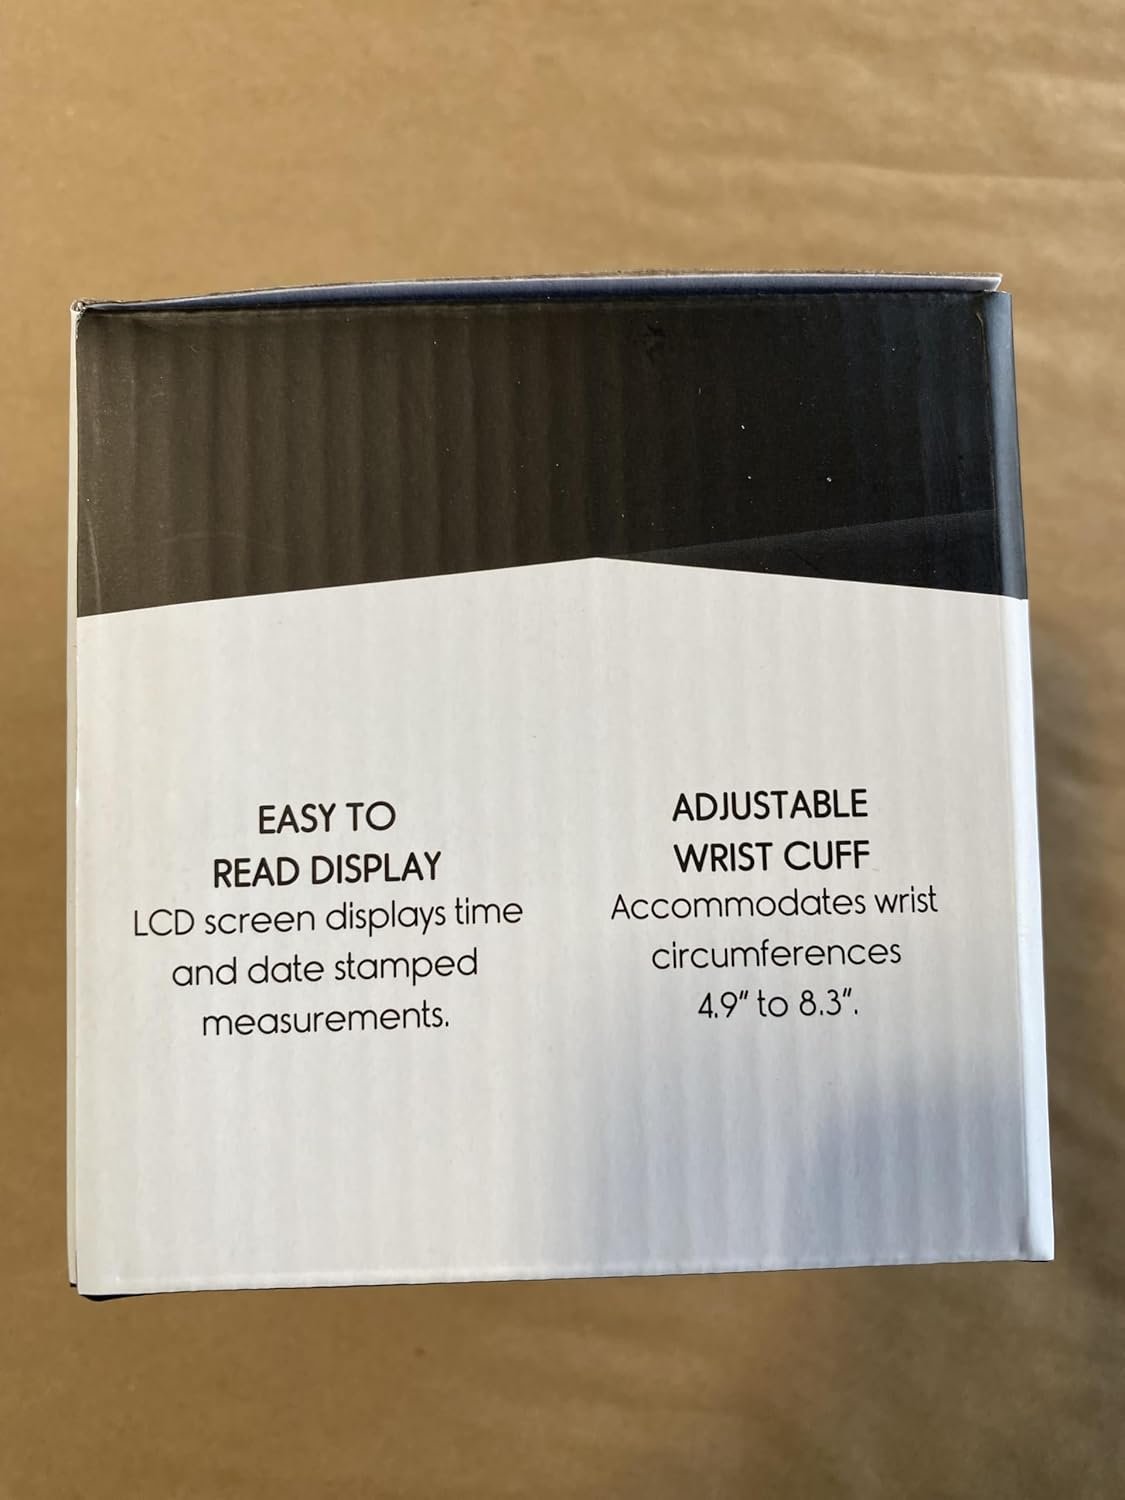 EASY TO
READ DISPLAY
LCD screen displays time
and date stamped
measurements.
ADJUSTABLE
WRIST CUFF
Accommodates wrist
circumferences
4.9" to 8.3".